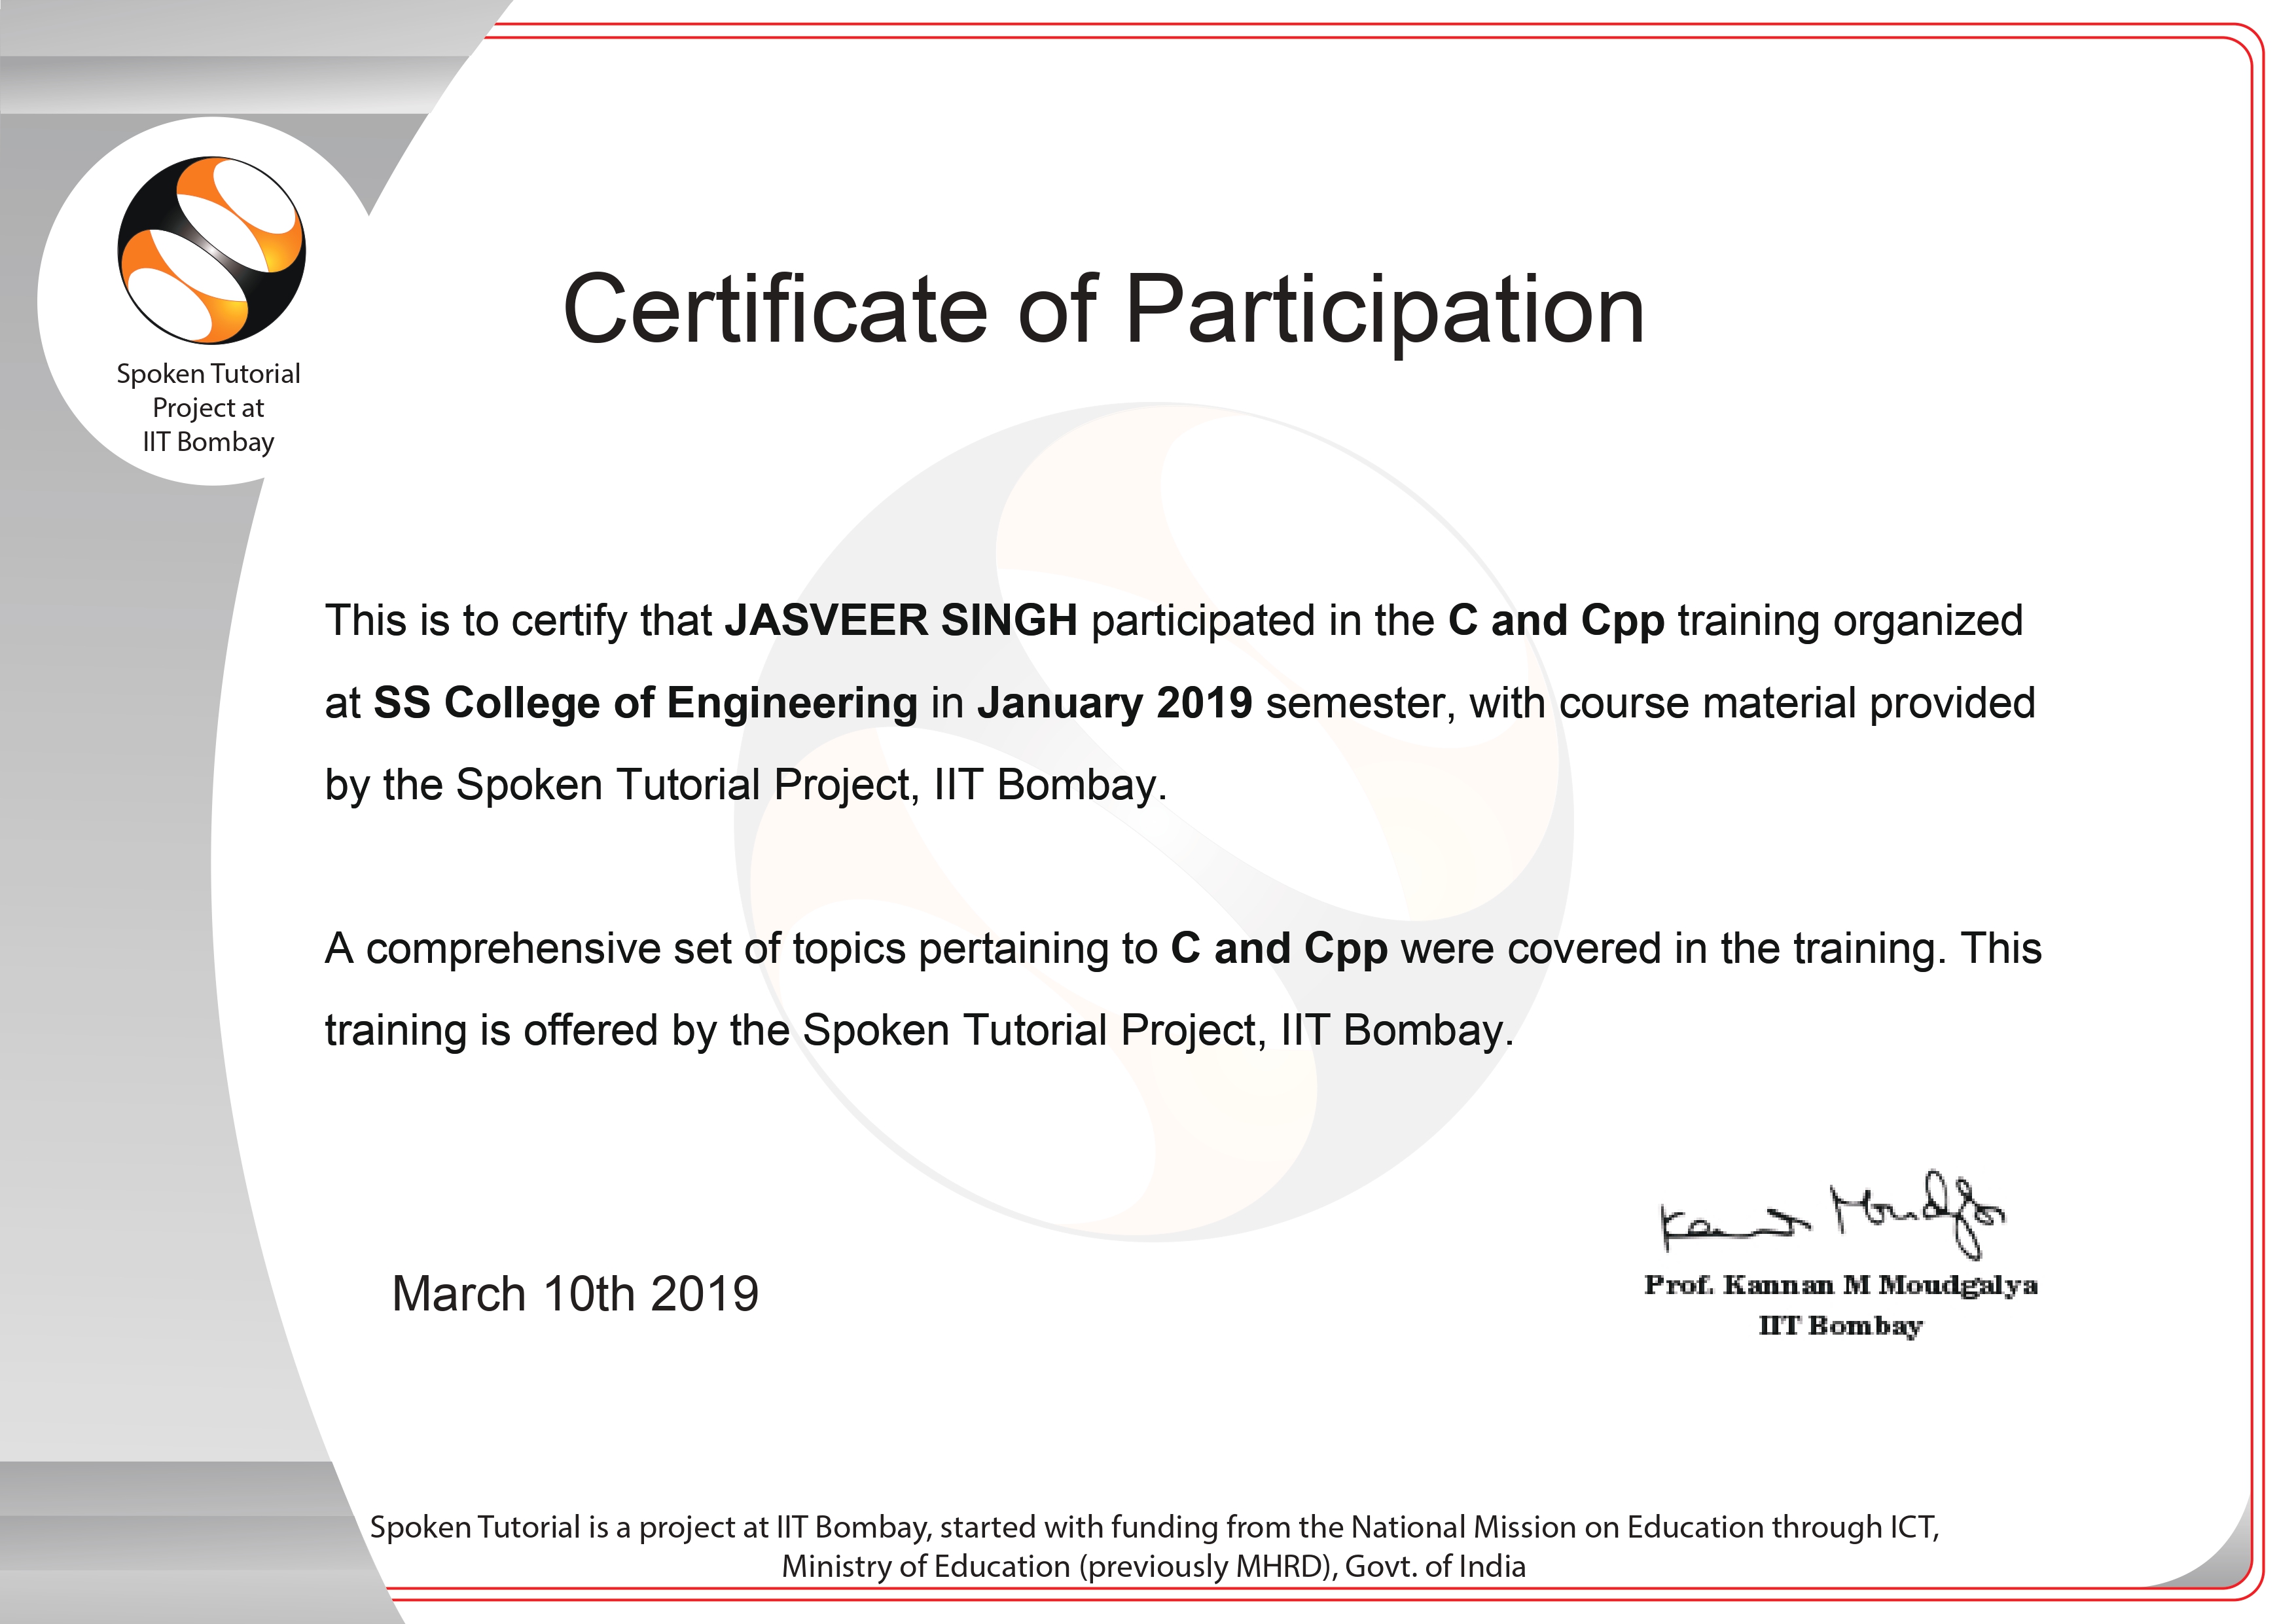 Spoken Tutorial
Project at
IIT Bombay
Certificate of Participation
This is to certify that JASVEER SINGH participated in the C and Cpp training organized
at SS College of Engineering in January 2019 semester, with course material provided
by the Spoken Tutorial Project, IIT Bombay.
A comprehensive set of topics pertaining to C and Cpp were covered in the training. This
training is offered by the Spoken Tutorial Project, IIT Bombay.
March 10th 2019
Prof. Kannan M Moudgalya
IIT Bombay
Spoken Tutorial is a project at IIT Bombay, started with funding from the National Mission on Education through ICT,
Ministry of Education (previously MHRD), Govt. of India